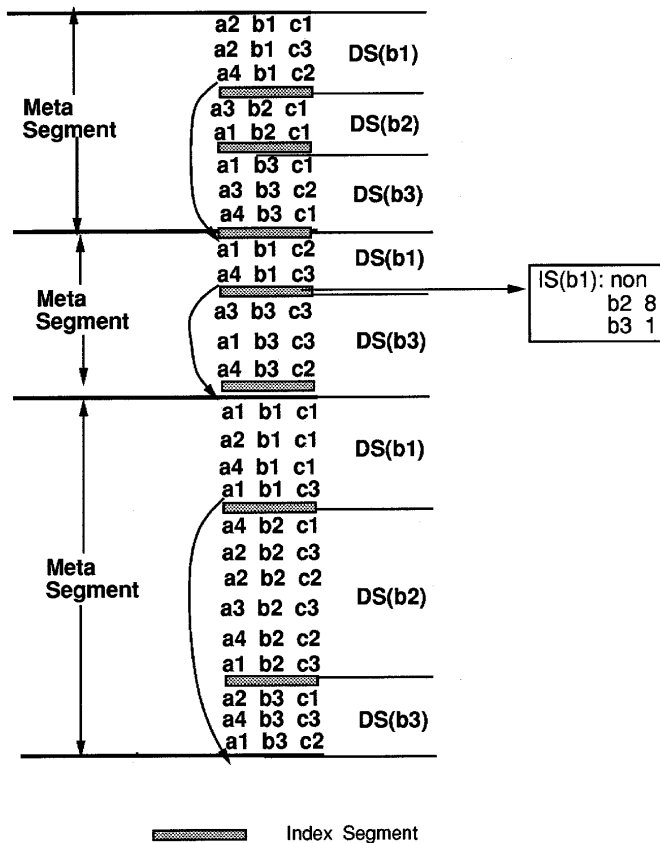 a2 b1 c1
a2 b1 c3
DS(b1)
a4 b1 c2
Meta
Segment
a3 b2 c1
DS(b2)
a1 b2 c1
a1 b3 c1
a3 b3 c2
DS(b3)
a4 b3 c1
a1 b1 c2
DS(b1)
a4 b1 c3
IS(b1): non
b2 8
b3 1
Meta
Segment
a3 b3 c3
a1 b3 c3
DS(b3)
a4 b3 c2
a1 b1 c1
a2 b1 c1
DS(b1)
a4 b1 c1
a1 b1 c3
a4 b2 c1
a2 b2 c3
Meta
Segment
a2 b2 c2
DS(b2)
a3 b2 c3
a4 b2 c2
a1 b2 c3
a2 b3 c1
a4 b3 c3
DS(b3)
a1 b3 c2
Index Segment